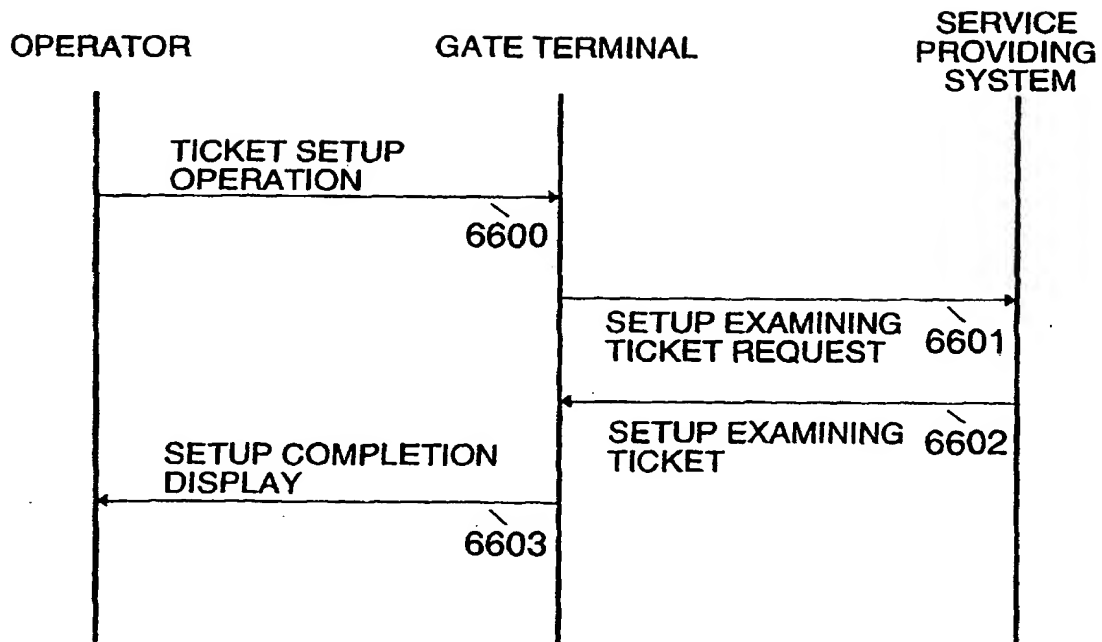 OPERATOR
GATE TERMINAL
SERVICE
PROVIDING
SYSTEM
TICKET SETUP
OPERATION
6600
SETUP EXAMINING
TICKET REQUEST
6601
SETUP EXAMINING
TICKET
6602
SETUP COMPLETION
DISPLAY
6603